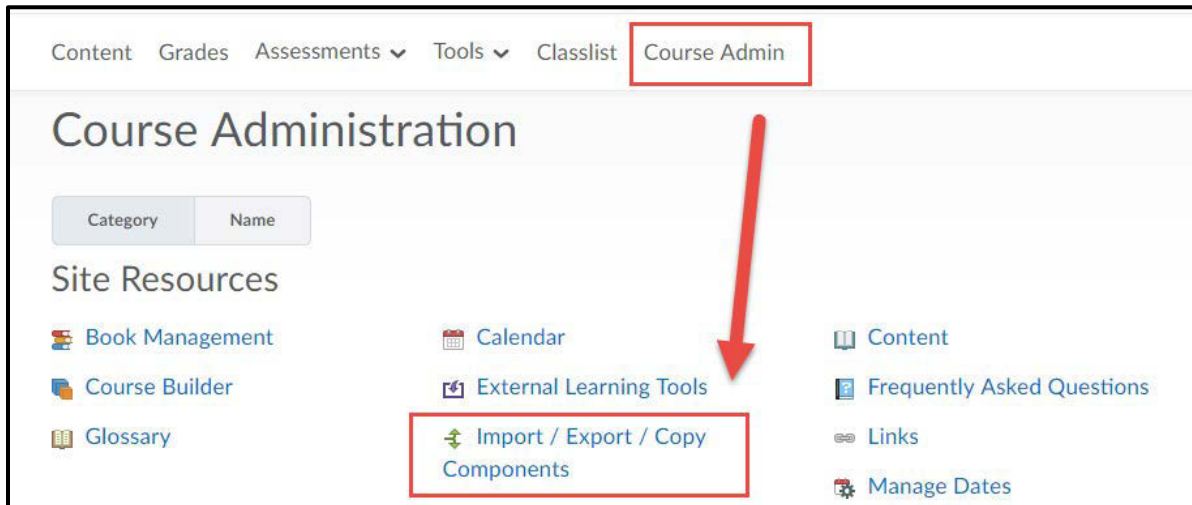 Content Grades Assessments Tools Classlist Course Admin
Course Administration
Category Name
Site Resources
Book Management
Calendar
Content
Course Builder
External Learning Tools
Frequently Asked Questions
Glossary
Import / Export / Copy
Components
Links
Manage Dates